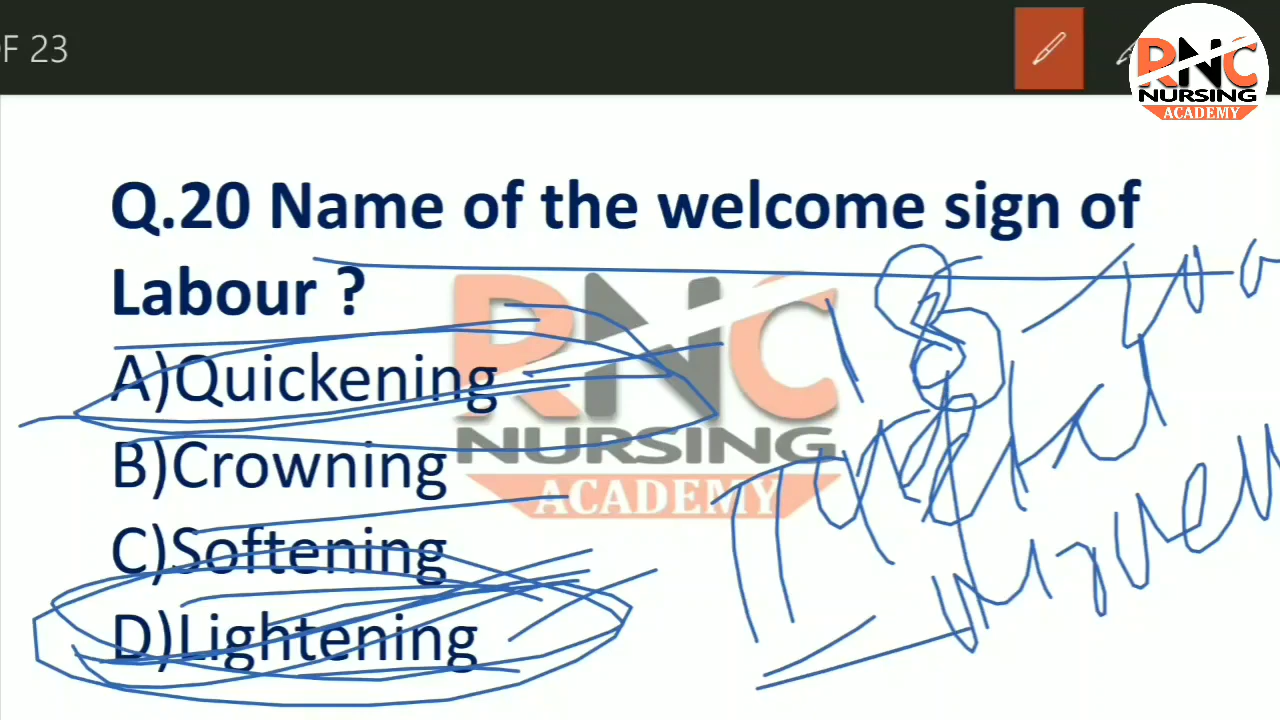 F 23
RNC
NURSING
ACADEMY
Q.20 Name of the welcome sign of
Labour ?
A)Quickening
B)Crowning
C)Softening
D)Lightening
RNC
NURSING
ACADEMY
18